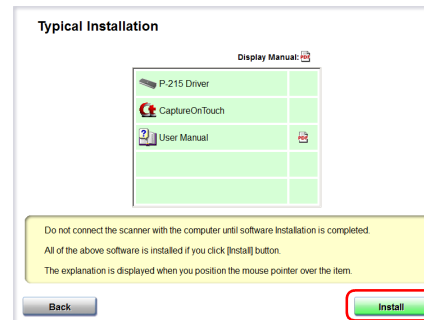 Typical Installation
Display Manual: PDF
P-215 Driver
CaptureOnTouch
User Manual PDF
Do not connect the scanner with the computer until software Installation is completed.
All of the above software is installed if you click [Install] button.
The explanation is displayed when you position the mouse pointer over the item.
Back Install